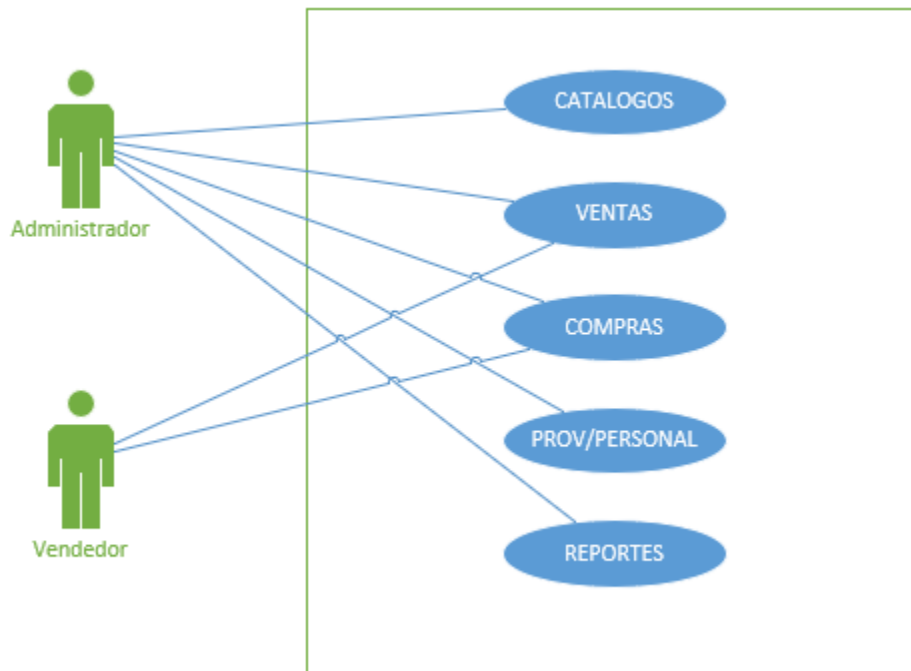 CATALOGOS
Administrador
VENTAS
COMPRAS
PROV/PERSONAL
Vendedor
REPORTES